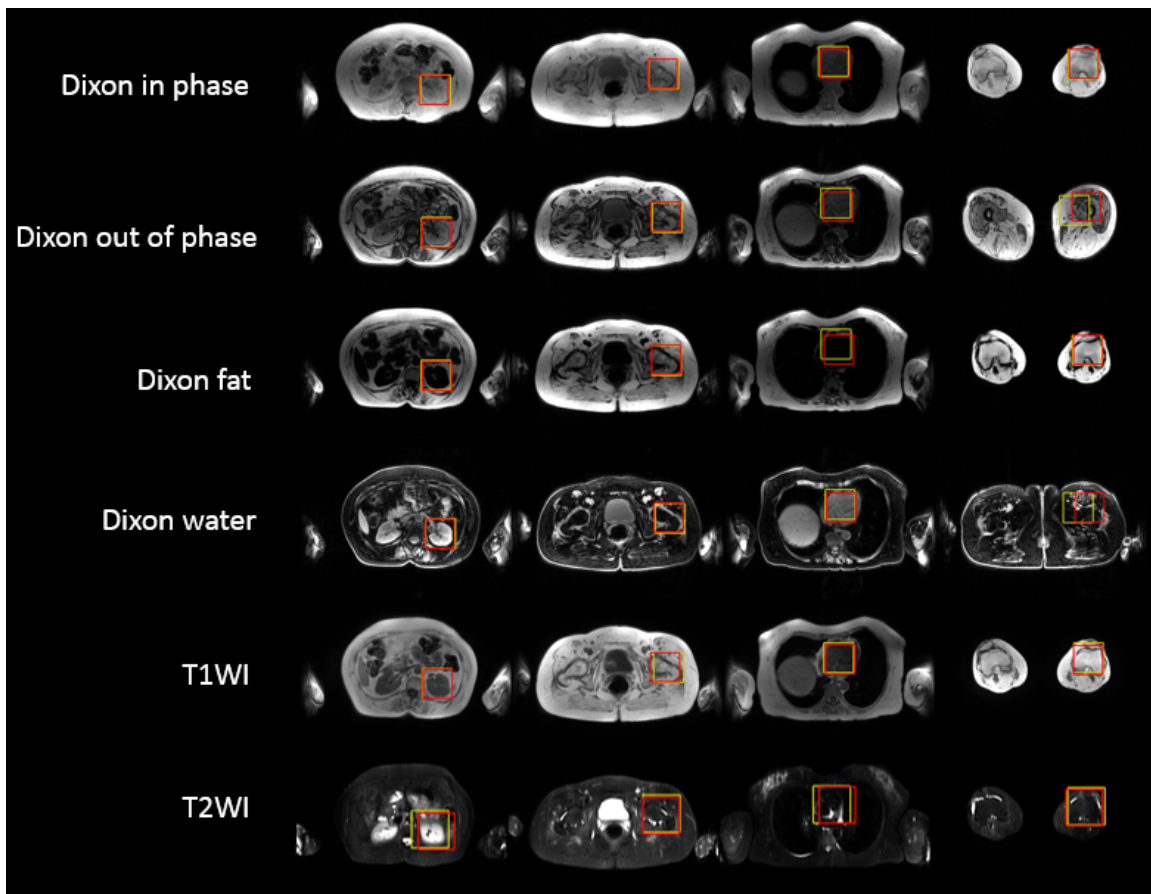 Dixon in phase
Dixon out of phase
Dixon fat
Dixon water
T1WI
T2WI